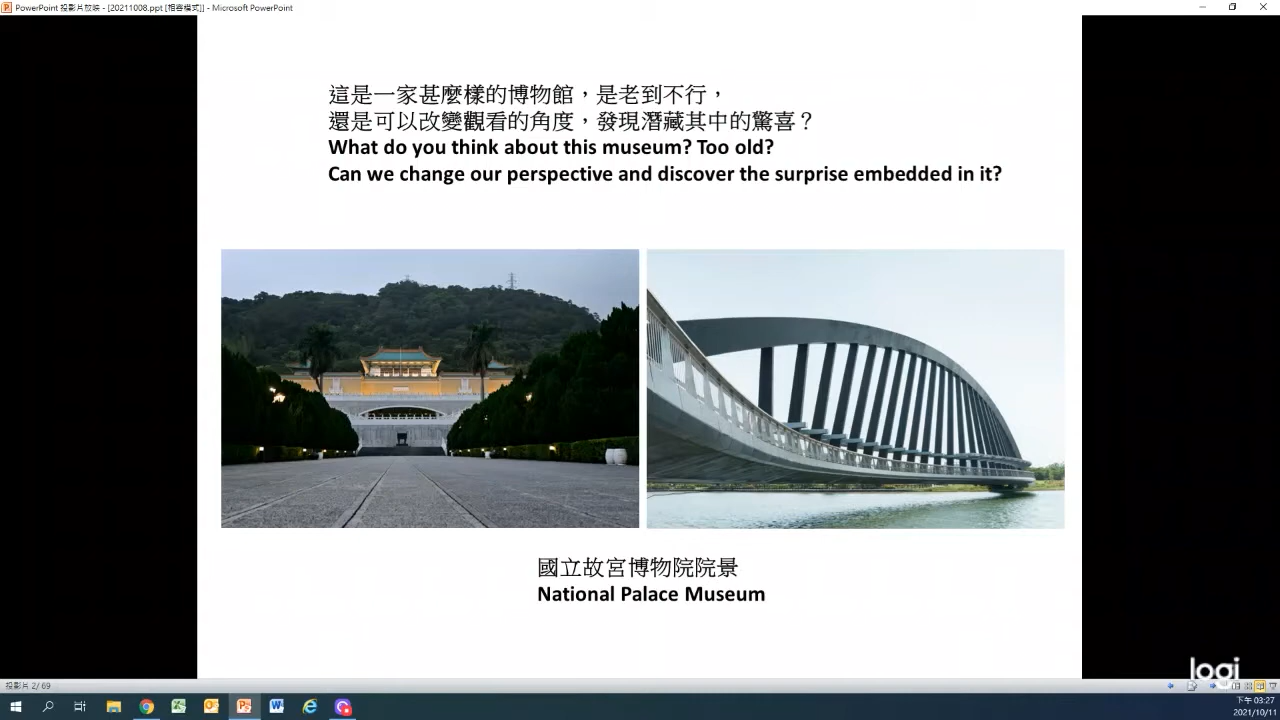 PowerPoint 投影片放映 - [20211008.ppt [相容模式]] - Microsoft PowerPoint
這是一家甚麼樣的博物館，是老到不行，
還是可以改變觀看的角度，發現潛藏其中的驚喜？
What do you think about this museum? Too old?
Can we change our perspective and discover the surprise embedded in it?
國立故宮博物院院景
National Palace Museum
logi
投影片 2/ 69
下午 03:27
2021/10/11